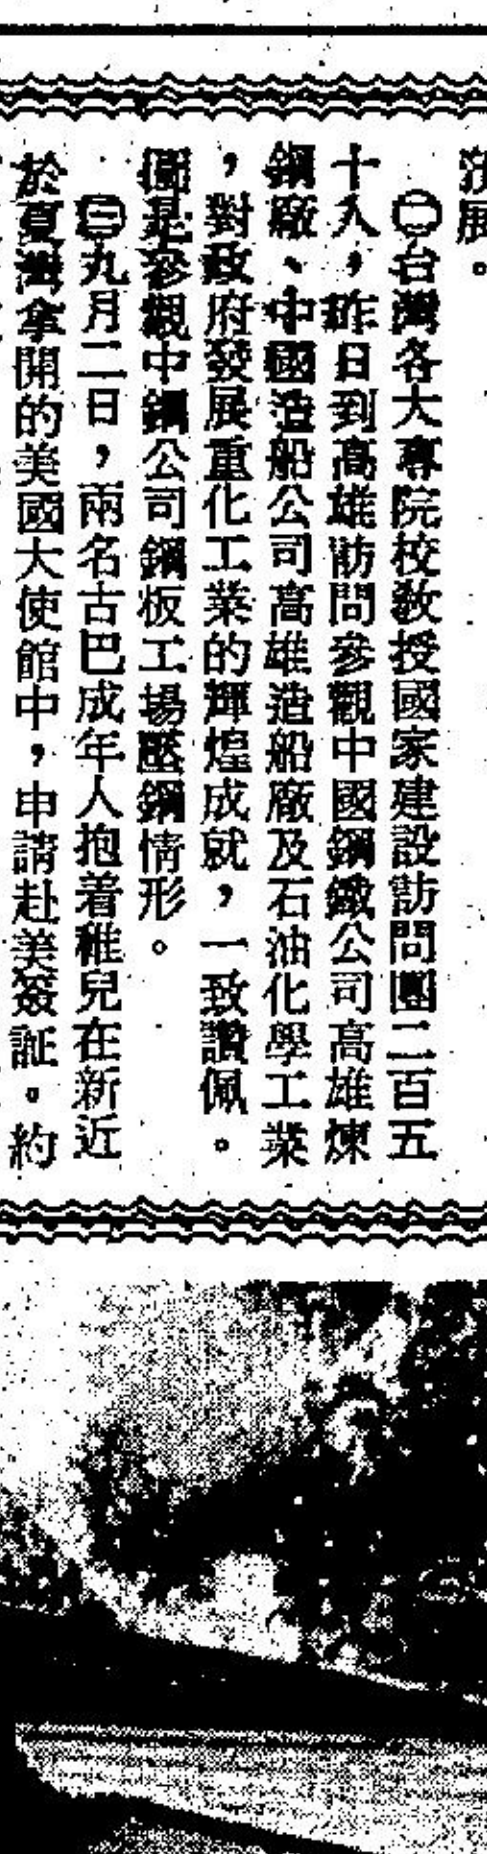 演展。
㊁台灣各大專院校教授國家建設訪問團二百五
十人，昨日到高雄訪問參觀中國鋼鐵公司高雄煉
鋼廠、中國造船公司高雄造船廠及石油化學工業
，對政府發展重化工業的輝煌成就，一致讚佩。
圖是參觀中鋼公司鋼板工場壓鋼情形。
㊂九月二日，兩名古巴成年人抱着稚兒在新近
於夏灣拿開的美國大使館中，申請赴美簽証。約